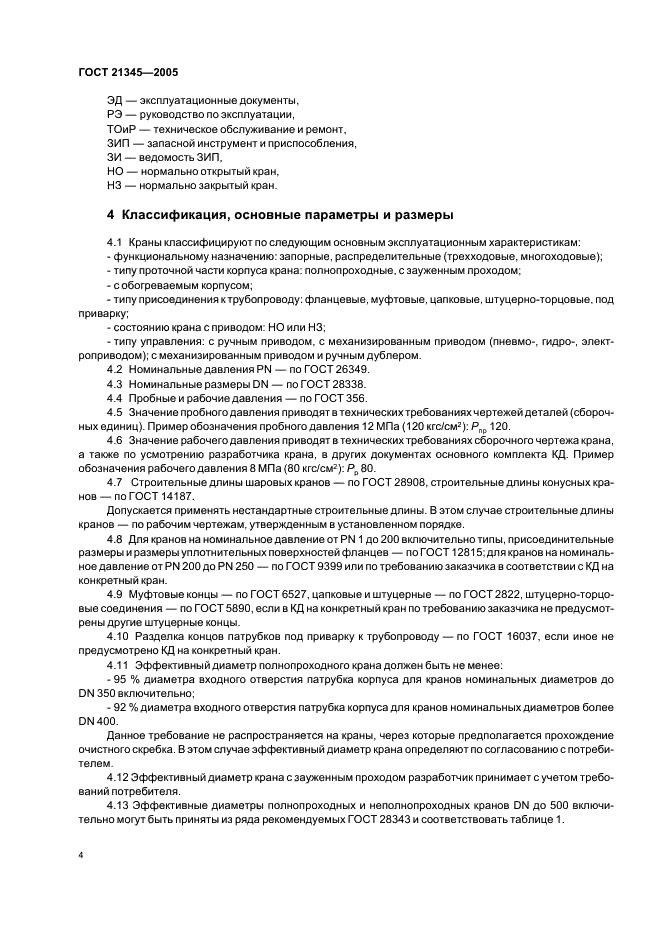 ГОСТ 21345—2005
ЭД — эксплуатационные документы,
РЭ — руководство по эксплуатации,
ТОиР — техническое обслуживание и ремонт,
ЗИП — запасной инструмент и приспособления,
ЗИ — ведомость ЗИП,
НО — нормально открытый кран,
НЗ — нормально закрытый кран.
4 Классификация, основные параметры и размеры
4.1 Краны классифицируют по следующим основным эксплуатационным характеристикам:
- функциональному назначению: запорные, распределительные (трехходовые, многоходовые);
- типу проточной части корпуса крана: полнопроходные, с зауженным проходом;
- с обогреваемым корпусом;
- типу присоединения к трубопроводу: фланцевые, муфтовые, цапковые, штуцерно-торцовые, под
приварку;
- состоянию крана с приводом: НО или НЗ;
- типу управления: с ручным приводом, с механизированным приводом (пневмо-, гидро-, элект-
роприводом); с механизированным приводом и ручным дублером.
4.2 Номинальные давления PN — по ГОСТ 26349.
4.3 Номинальные размеры DN — по ГОСТ 28338.
4.4 Пробные и рабочие давления — по ГОСТ 356.
4.5 Значение пробного давления приводят в технических требованиях чертежей деталей (сбороч-
ных единиц). Пример обозначения пробного давления 12 МПа (120 кгс/см²): Pпр 120.
4.6 Значение рабочего давления приводят в технических требованиях сборочного чертежа крана,
а также по усмотрению разработчика крана, в других документах основного комплекта КД. Пример
обозначения рабочего давления 8 МПа (80 кгс/см²): Pр 80.
4.7 Строительные длины шаровых кранов — по ГОСТ 28908, строительные длины конусных кра-
нов — по ГОСТ 14187.
Допускается применять нестандартные строительные длины. В этом случае строительные длины
кранов — по рабочим чертежам, утвержденным в установленном порядке.
4.8 Для кранов на номинальное давление от PN 1 до 200 включительно типы, присоединительные
размеры и размеры уплотнительных поверхностей фланцев — по ГОСТ 12815; для кранов на номиналь-
ное давление от PN 200 до PN 250 — по ГОСТ 9399 или по требованию заказчика в соответствии с КД на
конкретный кран.
4.9 Муфтовые концы — по ГОСТ 6527, цапковые и штуцерные — по ГОСТ 2822, штуцерно-торцо-
вые соединения — по ГОСТ 5890, если в КД на конкретный кран по требованию заказчика не предусмот-
рены другие штуцерные концы.
4.10 Разделка концов патрубков под приварку к трубопроводу — по ГОСТ 16037, если иное не
предусмотрено КД на конкретный кран.
4.11 Эффективный диаметр полнопроходного крана должен быть не менее:
- 95 % диаметра входного отверстия патрубка корпуса для кранов номинальных диаметров до
DN 350 включительно;
- 92 % диаметра входного отверстия патрубка корпуса для кранов номинальных диаметров более
DN 400.
Данное требование не распространяется на краны, через которые предполагается прохождение
очистного скребка. В этом случае эффективный диаметр крана определяют по согласованию с потреби-
телем.
4.12 Эффективный диаметр крана с зауженным проходом разработчик принимает с учетом требо-
ваний потребителя.
4.13 Эффективные диаметры полнопроходных и неполнопроходных кранов DN до 500 включи-
тельно могут быть приняты из ряда рекомендуемых ГОСТ 28343 и соответствовать таблице 1.
4